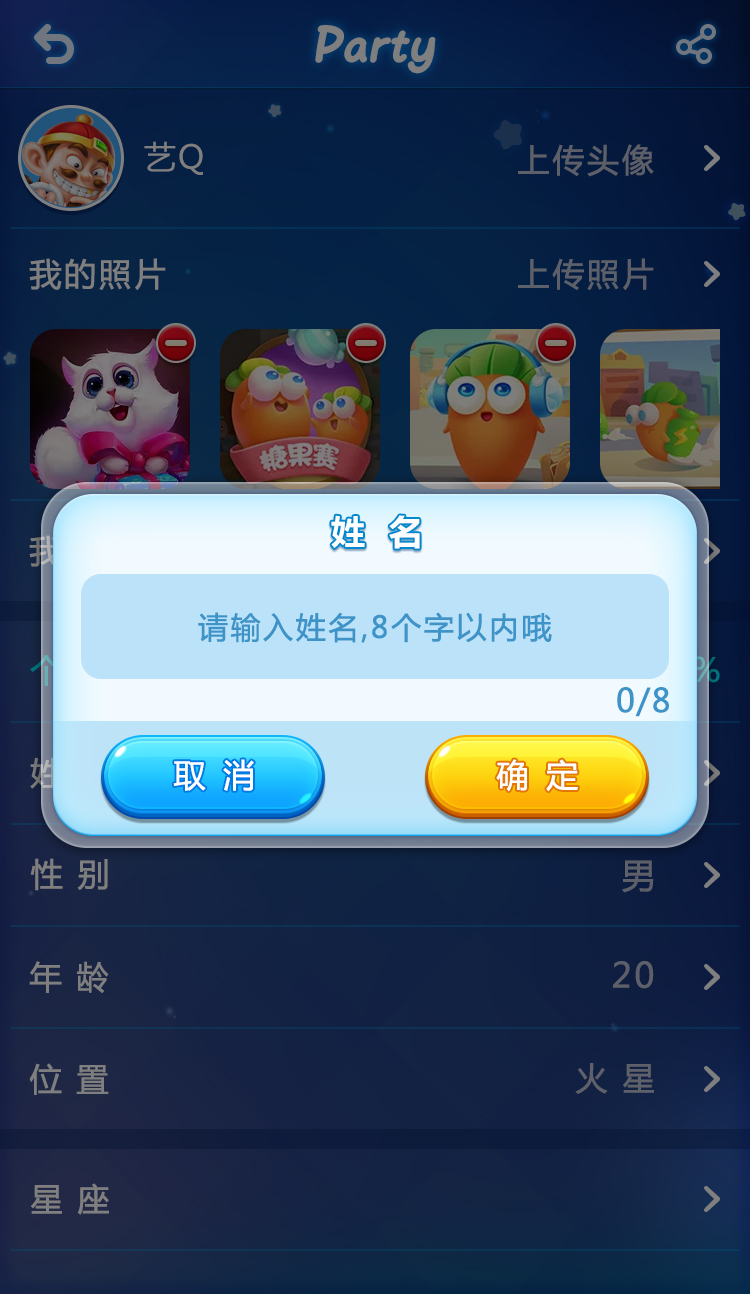 Party
艺Q 上传头像
我的照片 上传照片
糖果赛
我
姓 名
请输入姓名,8个字以内哦
个 %
0/8
姓
取 消 确 定
性 别 男
年 龄 20
位 置 火 星
星 座